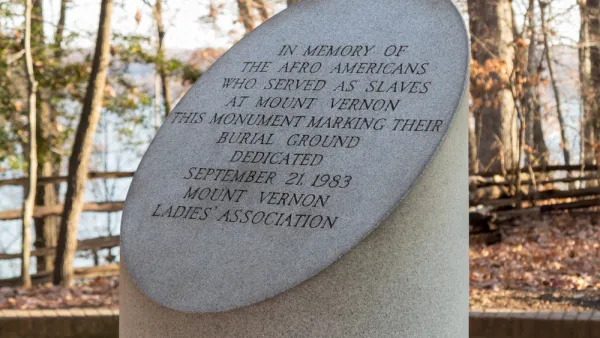 IN MEMORY OF
THE AFRO AMERICANS
WHO SERVED AS SLAVES
AT MOUNT VERNON
THIS MONUMENT MARKING THEIR
BURIAL GROUND
DEDICATED
SEPTEMBER 21, 1983
MOUNT VERNON
LADIES' ASSOCIATION